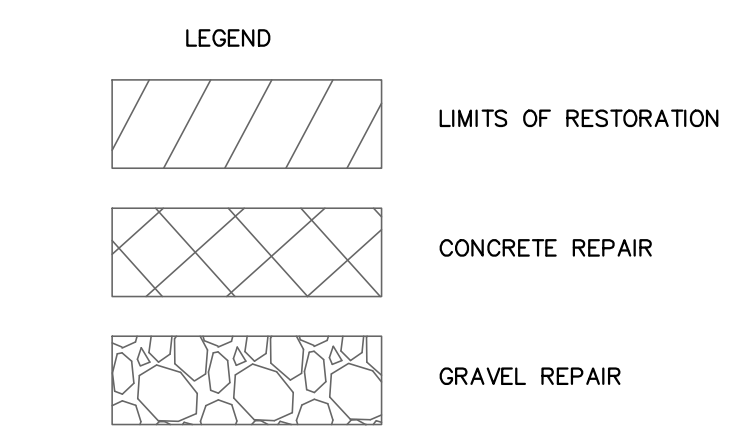 LEGEND
LIMITS OF RESTORATION
CONCRETE REPAIR
GRAVEL REPAIR